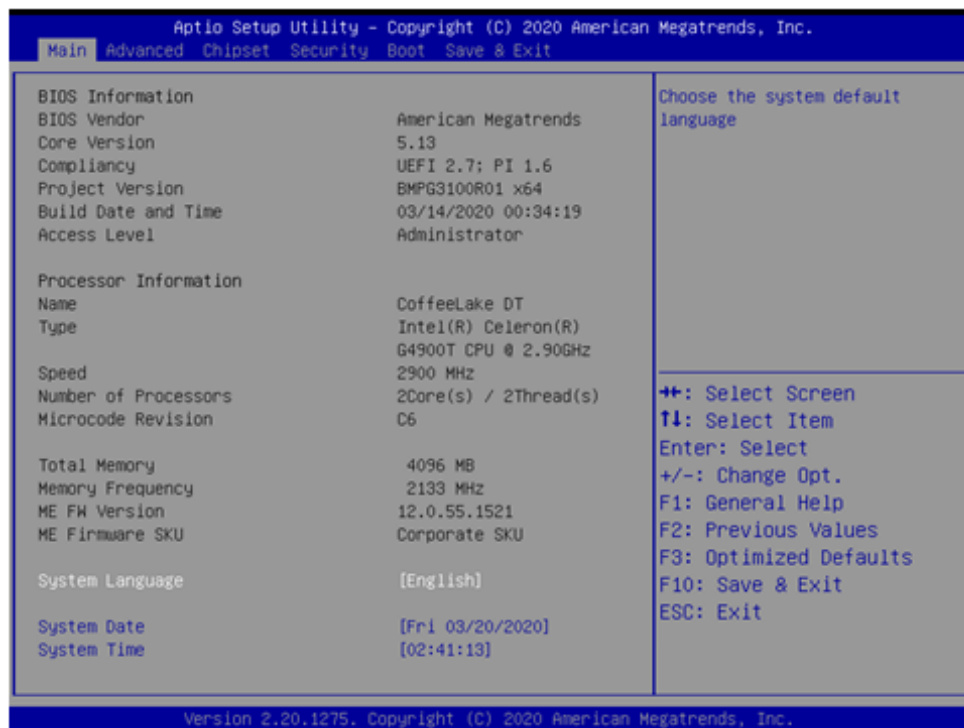 Aptio Setup Utility – Copyright (C) 2020 American Megatrends, Inc.
Main Advanced Chipset Security Boot Save & Exit
BIOS Information
BIOS Vendor American Megatrends
Core Version 5.13
Compliancy UEFI 2.7; PI 1.6
Project Version BMPG3100R01 x64
Build Date and Time 03/14/2020 00:34:19
Access Level Administrator
Processor Information
Name CoffeeLake DT
Type Intel(R) Celeron(R)
G4900T CPU @ 2.90GHz
Speed 2900 MHz
Number of Processors 2Core(s) / 2Thread(s)
Microcode Revision C6
Total Memory 4096 MB
Memory Frequency 2133 MHz
ME FW Version 12.0.55.1521
ME Firmware SKU Corporate SKU
System Language [English]
System Date [Fri 03/20/2020]
System Time [02:41:13]
Choose the system default
language
→←: Select Screen
↑↓: Select Item
Enter: Select
+/-: Change Opt.
F1: General Help
F2: Previous Values
F3: Optimized Defaults
F10: Save & Exit
ESC: Exit
Version 2.20.1275. Copyright (C) 2020 American Megatrends, Inc.